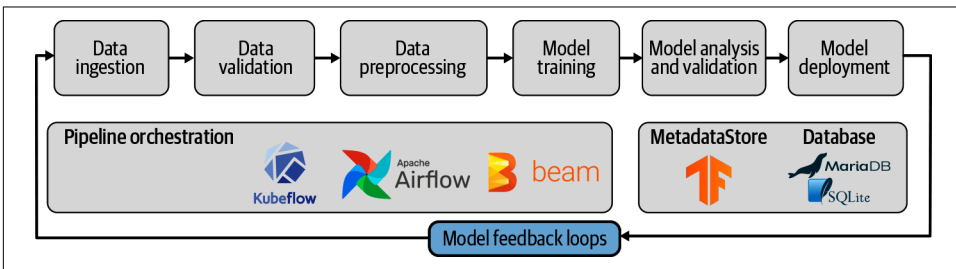 Data
ingestion
Data
validation
Data
preprocessing
Model
training
Model analysis
and validation
Model
deployment
Pipeline orchestration
Kubeflow
Apache
Airflow
beam
MetadataStore
Database
MariaDB
SQLite
Model feedback loops